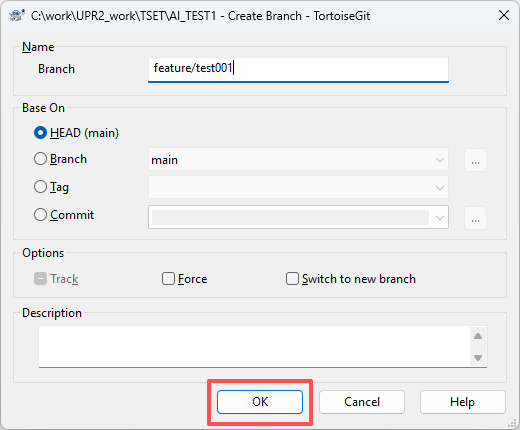 C:\work\UPR2_work\TSET\AI_TEST1 - Create Branch - TortoiseGit
Name
Branch
feature/test001
Base On
HEAD (main)
Branch
main
...
Tag
Commit
...
Options
Track
Force
Switch to new branch
Description
OK
Cancel
Help